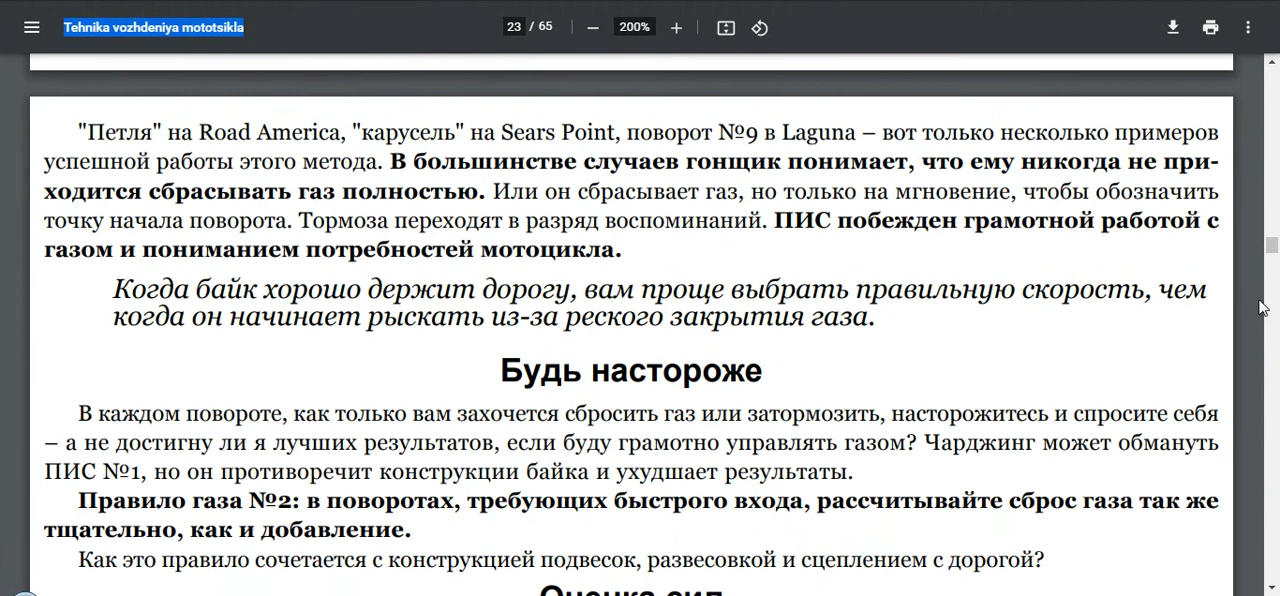 Tehnika vozhdeniya mototsikla
23 / 65
200%
"Петля" на Road America, "карусель" на Sears Point, поворот №9 в Laguna – вот только несколько примеров
успешной работы этого метода. В большинстве случаев гонщик понимает, что ему никогда не при-
ходится сбрасывать газ полностью. Или он сбрасывает газ, но только на мгновение, чтобы обозначить
точку начала поворота. Тормоза переходят в разряд воспоминаний. ПИС побежден грамотной работой с
газом и пониманием потребностей мотоцикла.
Когда байк хорошо держит дорогу, вам проще выбрать правильную скорость, чем
когда он начинает рыскать из-за реского закрытия газа.
Будь настороже
В каждом повороте, как только вам захочется сбросить газ или затормозить, насторожитесь и спросите себя
– а не достигну ли я лучших результатов, если буду грамотно управлять газом? Чарджинг может обмануть
ПИС №1, но он противоречит конструкции байка и ухудшает результаты.
Правило газа №2: в поворотах, требующих быстрого входа, рассчитывайте сброс газа так же
тщательно, как и добавление.
Как это правило сочетается с конструкцией подвесок, развесовкой и сцеплением с дорогой?
Оценка сил